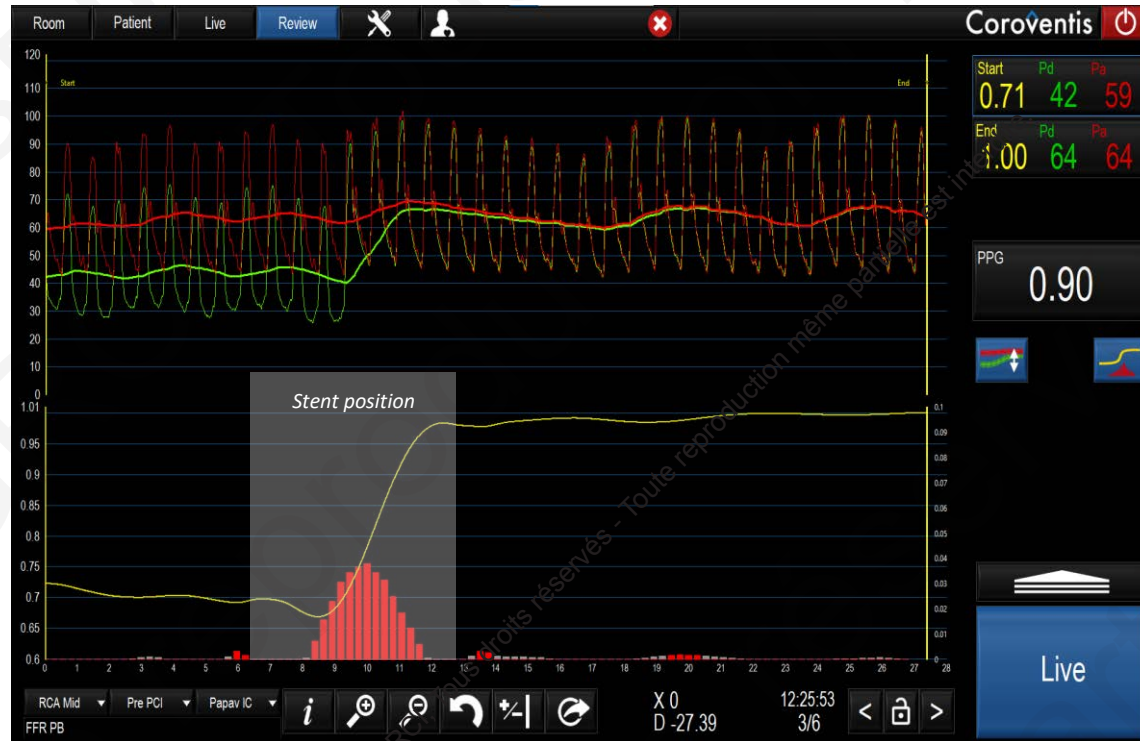 Room Patient Live Review Coroventis
120
110
100
90
80
70
60
50
40
30
20
10
0
Start
End
Start Pd Pa
0.71 42 59
End Pd Pa
1.00 64 64
PPG
0.90
Stent position
1.01
0.95
0.9
0.85
0.8
0.75
0.7
0.65
0.6
0.1
0.09
0.08
0.07
0.06
0.05
0.04
0.03
0.02
0.01
0
0 1 2 3 4 5 6 7 8 9 10 11 12 13 14 15 16 17 18 19 20 21 22 23 24 25 26 27 28
Live
RCA Mid Pre PCI Papav IC i +/- X 0 12:25:53 < >
FFR PB D -27.39 3/6
Tous droits réservés - Toute reproduction même partielle est